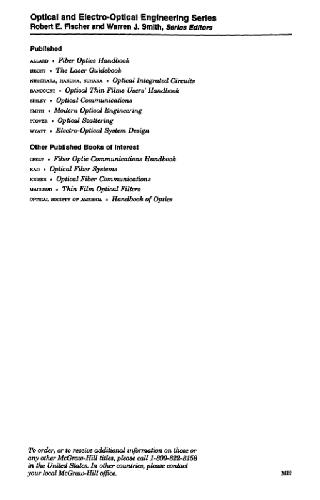 Optical and Electro-Optical Engineering Series
Robert E. Fischer and Warren J. Smith, Series Editors
Published
ALLARD • Fiber Optics Handbook
HECHT • The Laser Guidebook
NISHIHARA, HARUNA, SUHARA • Optical Integrated Circuits
RANCOURT • Optical Thin Films Users' Handbook
SIBLEY • Optical Communications
SMITH • Modern Optical Engineering
STOVER • Optical Scattering
WYATT • Electro-Optical System Design
Other Published Books of Interest
CROFT • Fiber Optic Communications Handbook
KAO • Optical Fiber Systems
KEISER • Optical Fiber Communications
MACLEOD • Thin Film Optical Filters
OPTICAL SOCIETY OF AMERICA • Handbook of Optics
To order, or to receive additional information on these or
any other McGraw-Hill titles, please call 1-800-822-8158
in the United States. In other countries, please contact
your local McGraw-Hill office.